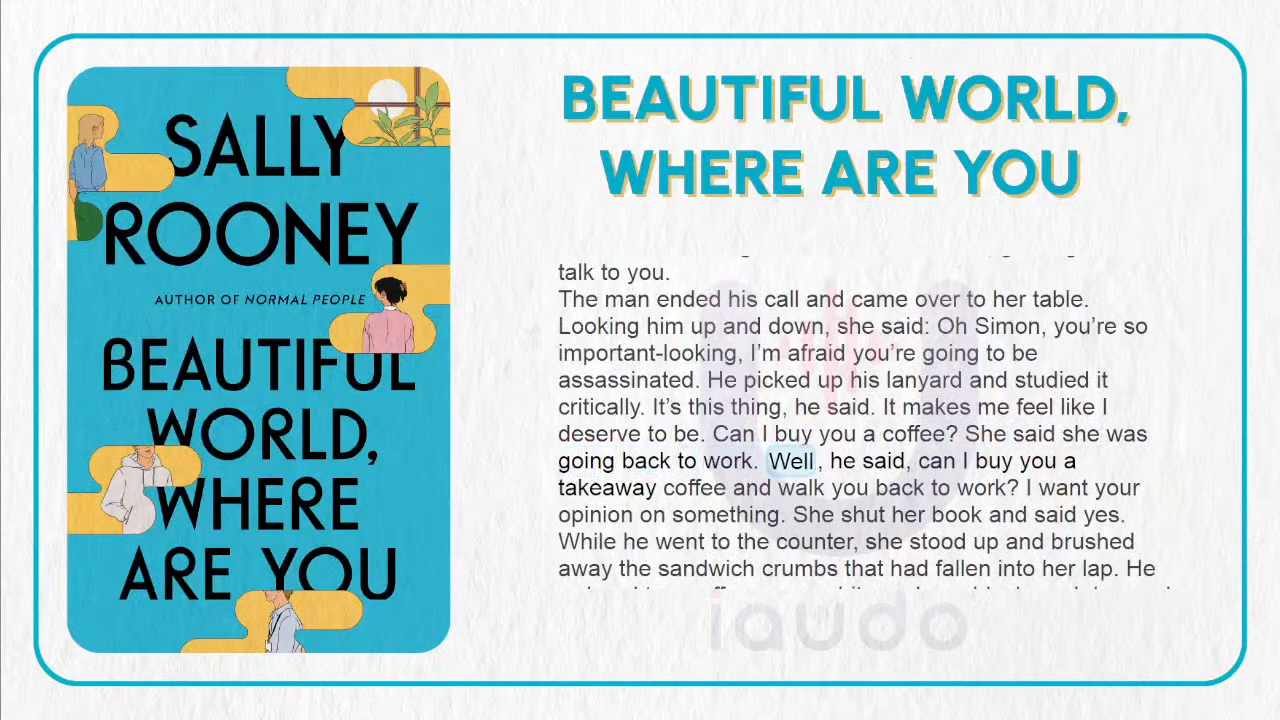 SALLY
ROONEY
AUTHOR OF NORMAL PEOPLE
BEAUTIFUL
WORLD,
WHERE
ARE YOU
BEAUTIFUL WORLD,
WHERE ARE YOU
talk to you.
The man ended his call and came over to her table.
Looking him up and down, she said: Oh Simon, you’re so
important-looking, I’m afraid you’re going to be
assassinated. He picked up his lanyard and studied it
critically. It’s this thing, he said. It makes me feel like I
deserve to be. Can I buy you a coffee? She said she was
going back to work. Well, he said, can I buy you a
takeaway coffee and walk you back to work? I want your
opinion on something. She shut her book and said yes.
While he went to the counter, she stood up and brushed
away the sandwich crumbs that had fallen into her lap. He
iaudo